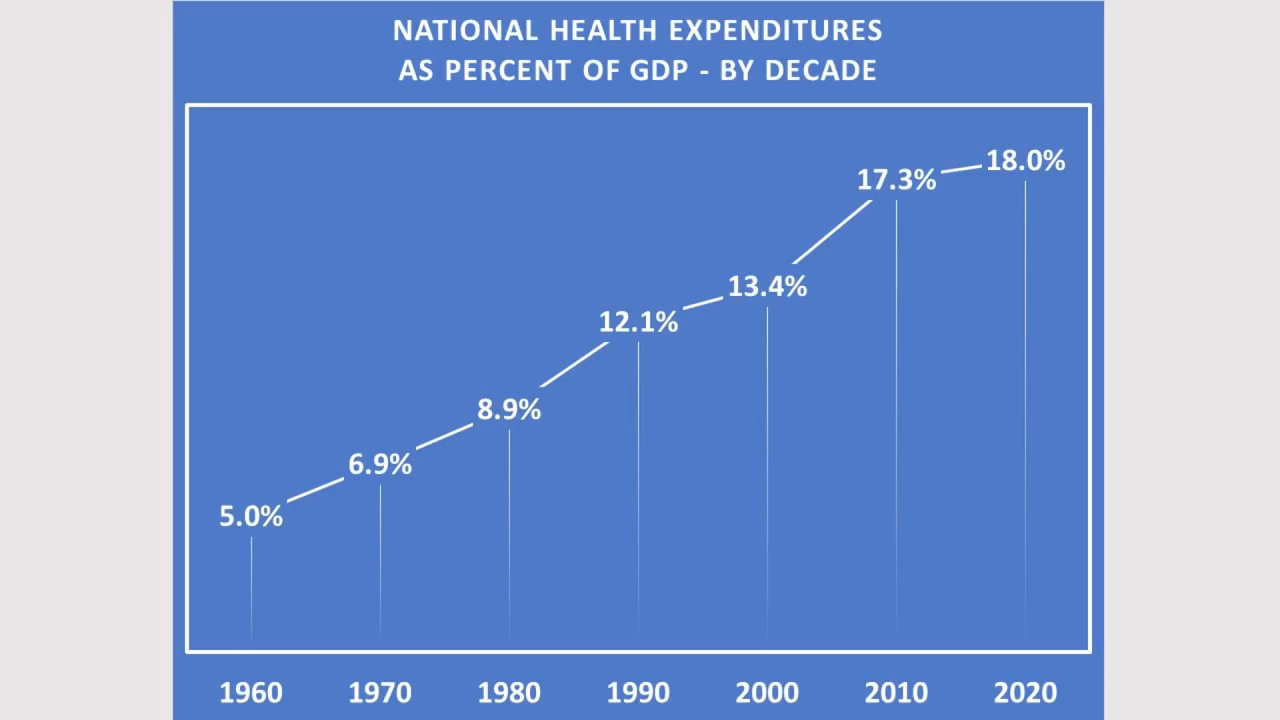 NATIONAL HEALTH EXPENDITURES
AS PERCENT OF GDP - BY DECADE
18.0%
17.3%
13.4%
12.1%
8.9%
6.9%
5.0%
1960 1970 1980 1990 2000 2010 2020